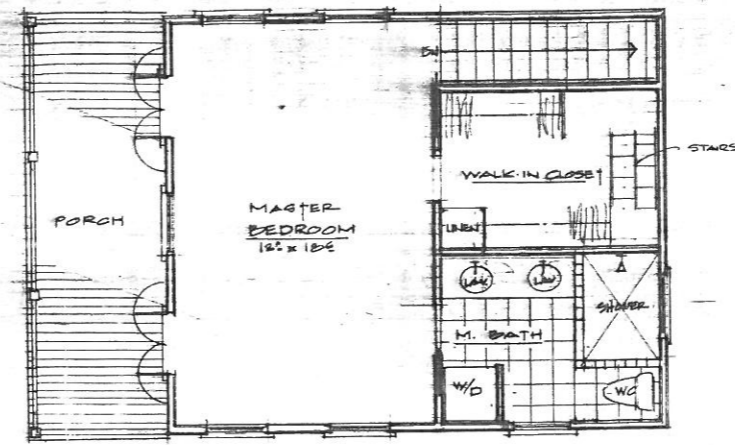 DN
STAIRS
WALK-IN CLOSET
PORCH
MASTER
BEDROOM
LINEN
LAV
LAV
SHOWER
M. BATH
W/D
WC